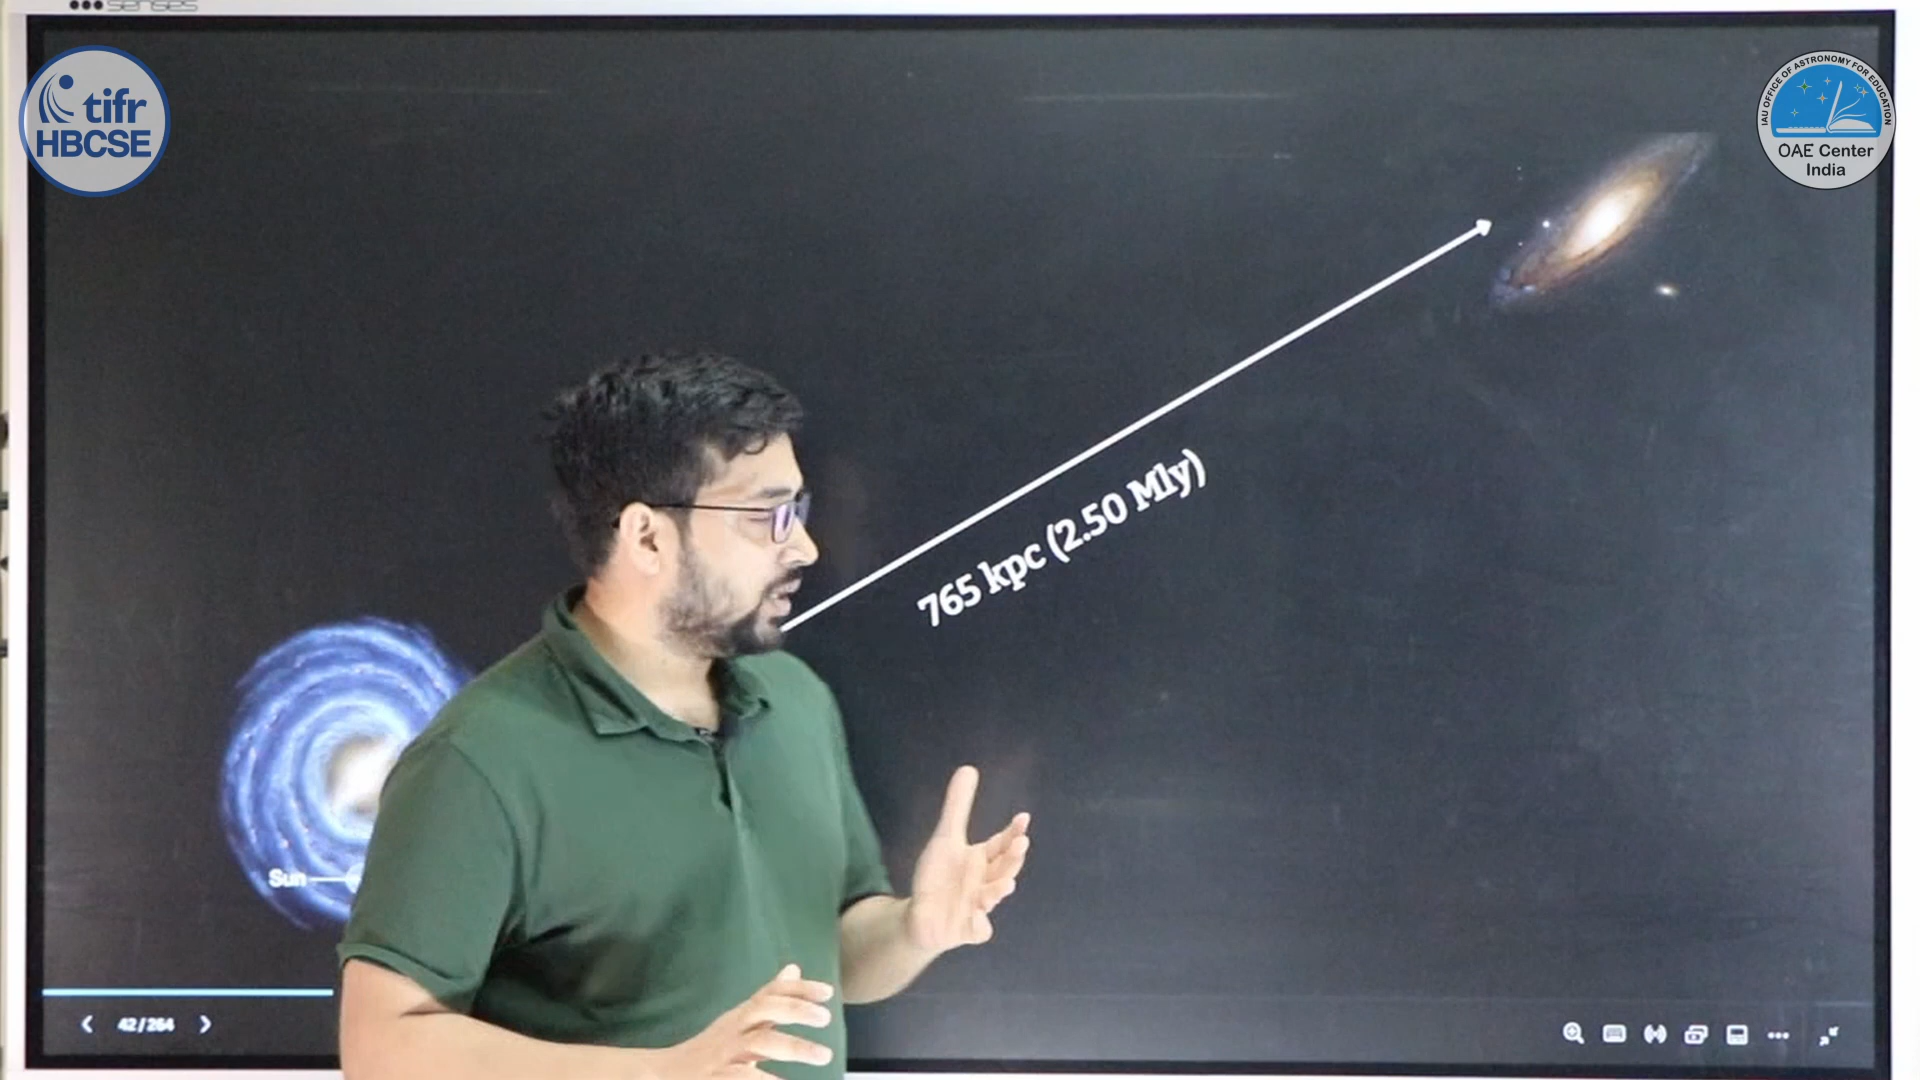 senses
tifr
HBCSE
IAU OFFICE OF ASTRONOMY FOR EDUCATION
OAE Center
India
765 kpc (2.50 Mly)
Sun
42/264